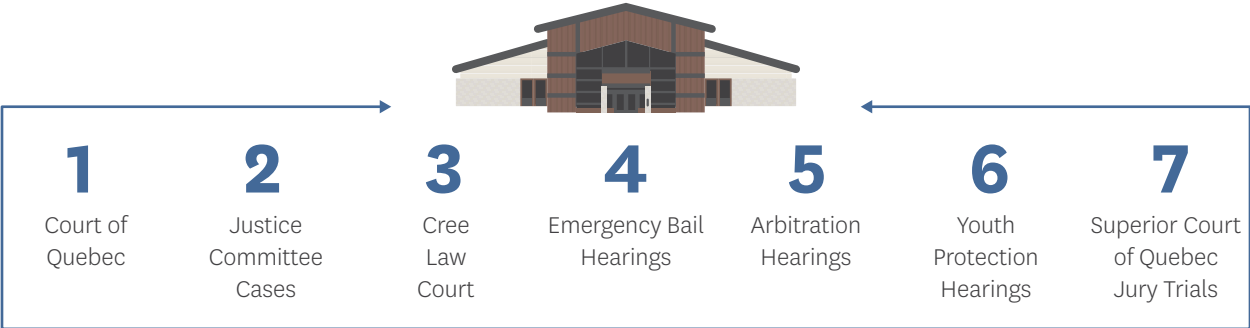 1
Court of
Quebec
2
Justice
Committee
Cases
3
Cree
Law
Court
4
Emergency Bail
Hearings
5
Arbitration
Hearings
6
Youth
Protection
Hearings
7
Superior Court
of Quebec
Jury Trials